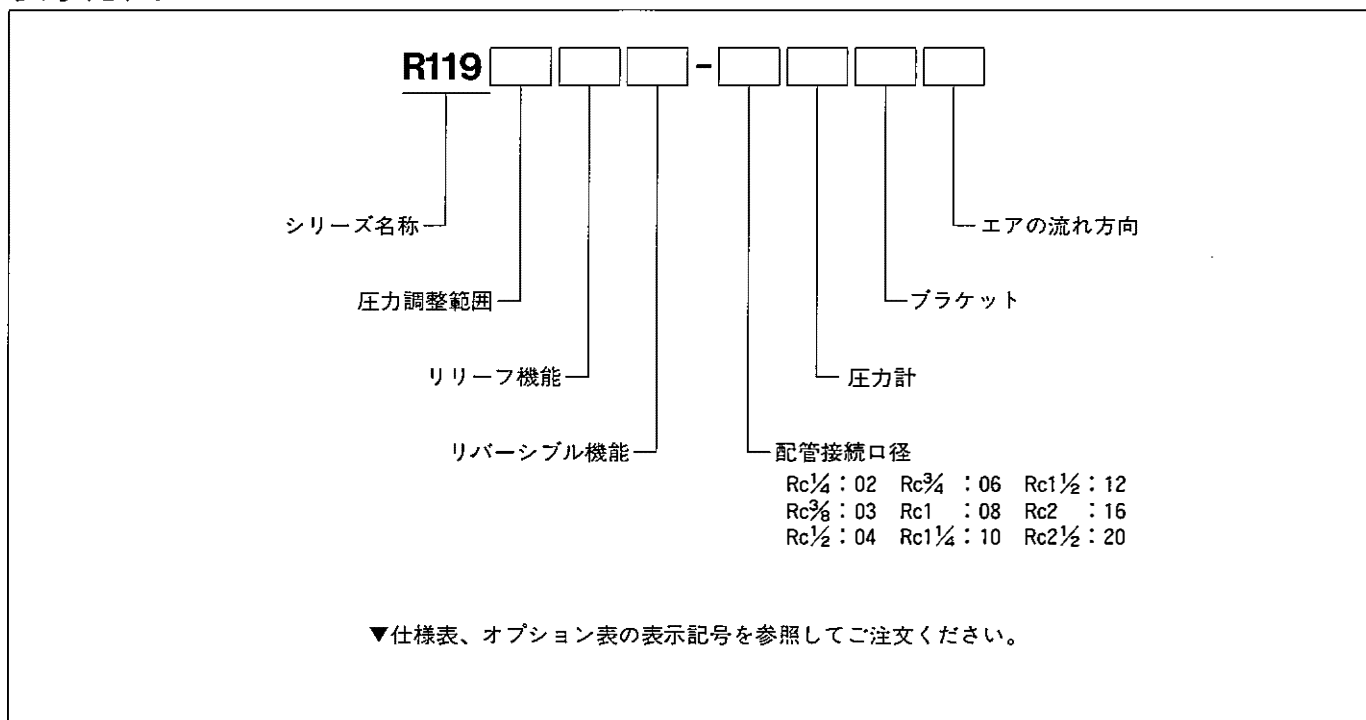 R119 -
シリーズ名称
エアの流れ方向
圧力調整範囲
ブラケット
リリーフ機能
圧力計
リバーシブル機能
配管接続口径
Rc¼：02 Rc¾：06 Rc1½：12
Rc⅜：03 Rc1：08 Rc2：16
Rc½：04 Rc1¼：10 Rc2½：20
▼仕様表、オプション表の表示記号を参照してご注文ください。